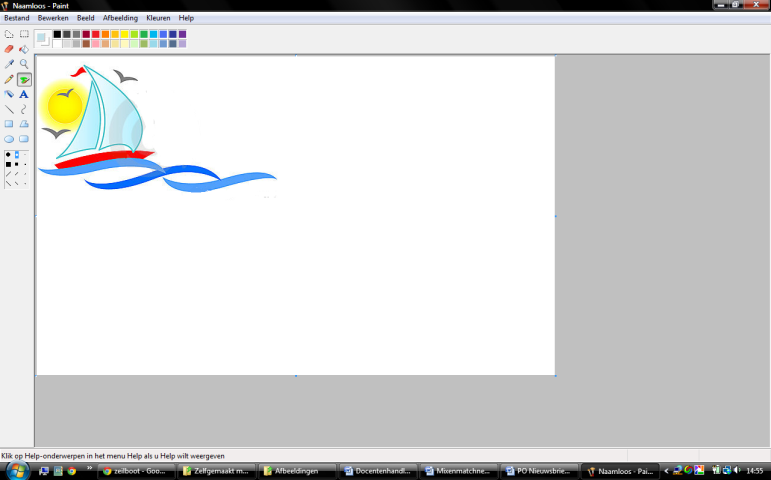 Naamloos - Paint
Bestand Bewerken Beeld Afbeelding Kleuren Help
A
Klik op Help-onderwerpen in het menu Help als u Help wilt weergeven
» zeilboot - Goo... Zelfgemaakt m... Afbeeldingen Docentenhandl... Mixenmatchne... PO Nieuwsbrie... Naamloos - Pai... < 14:55